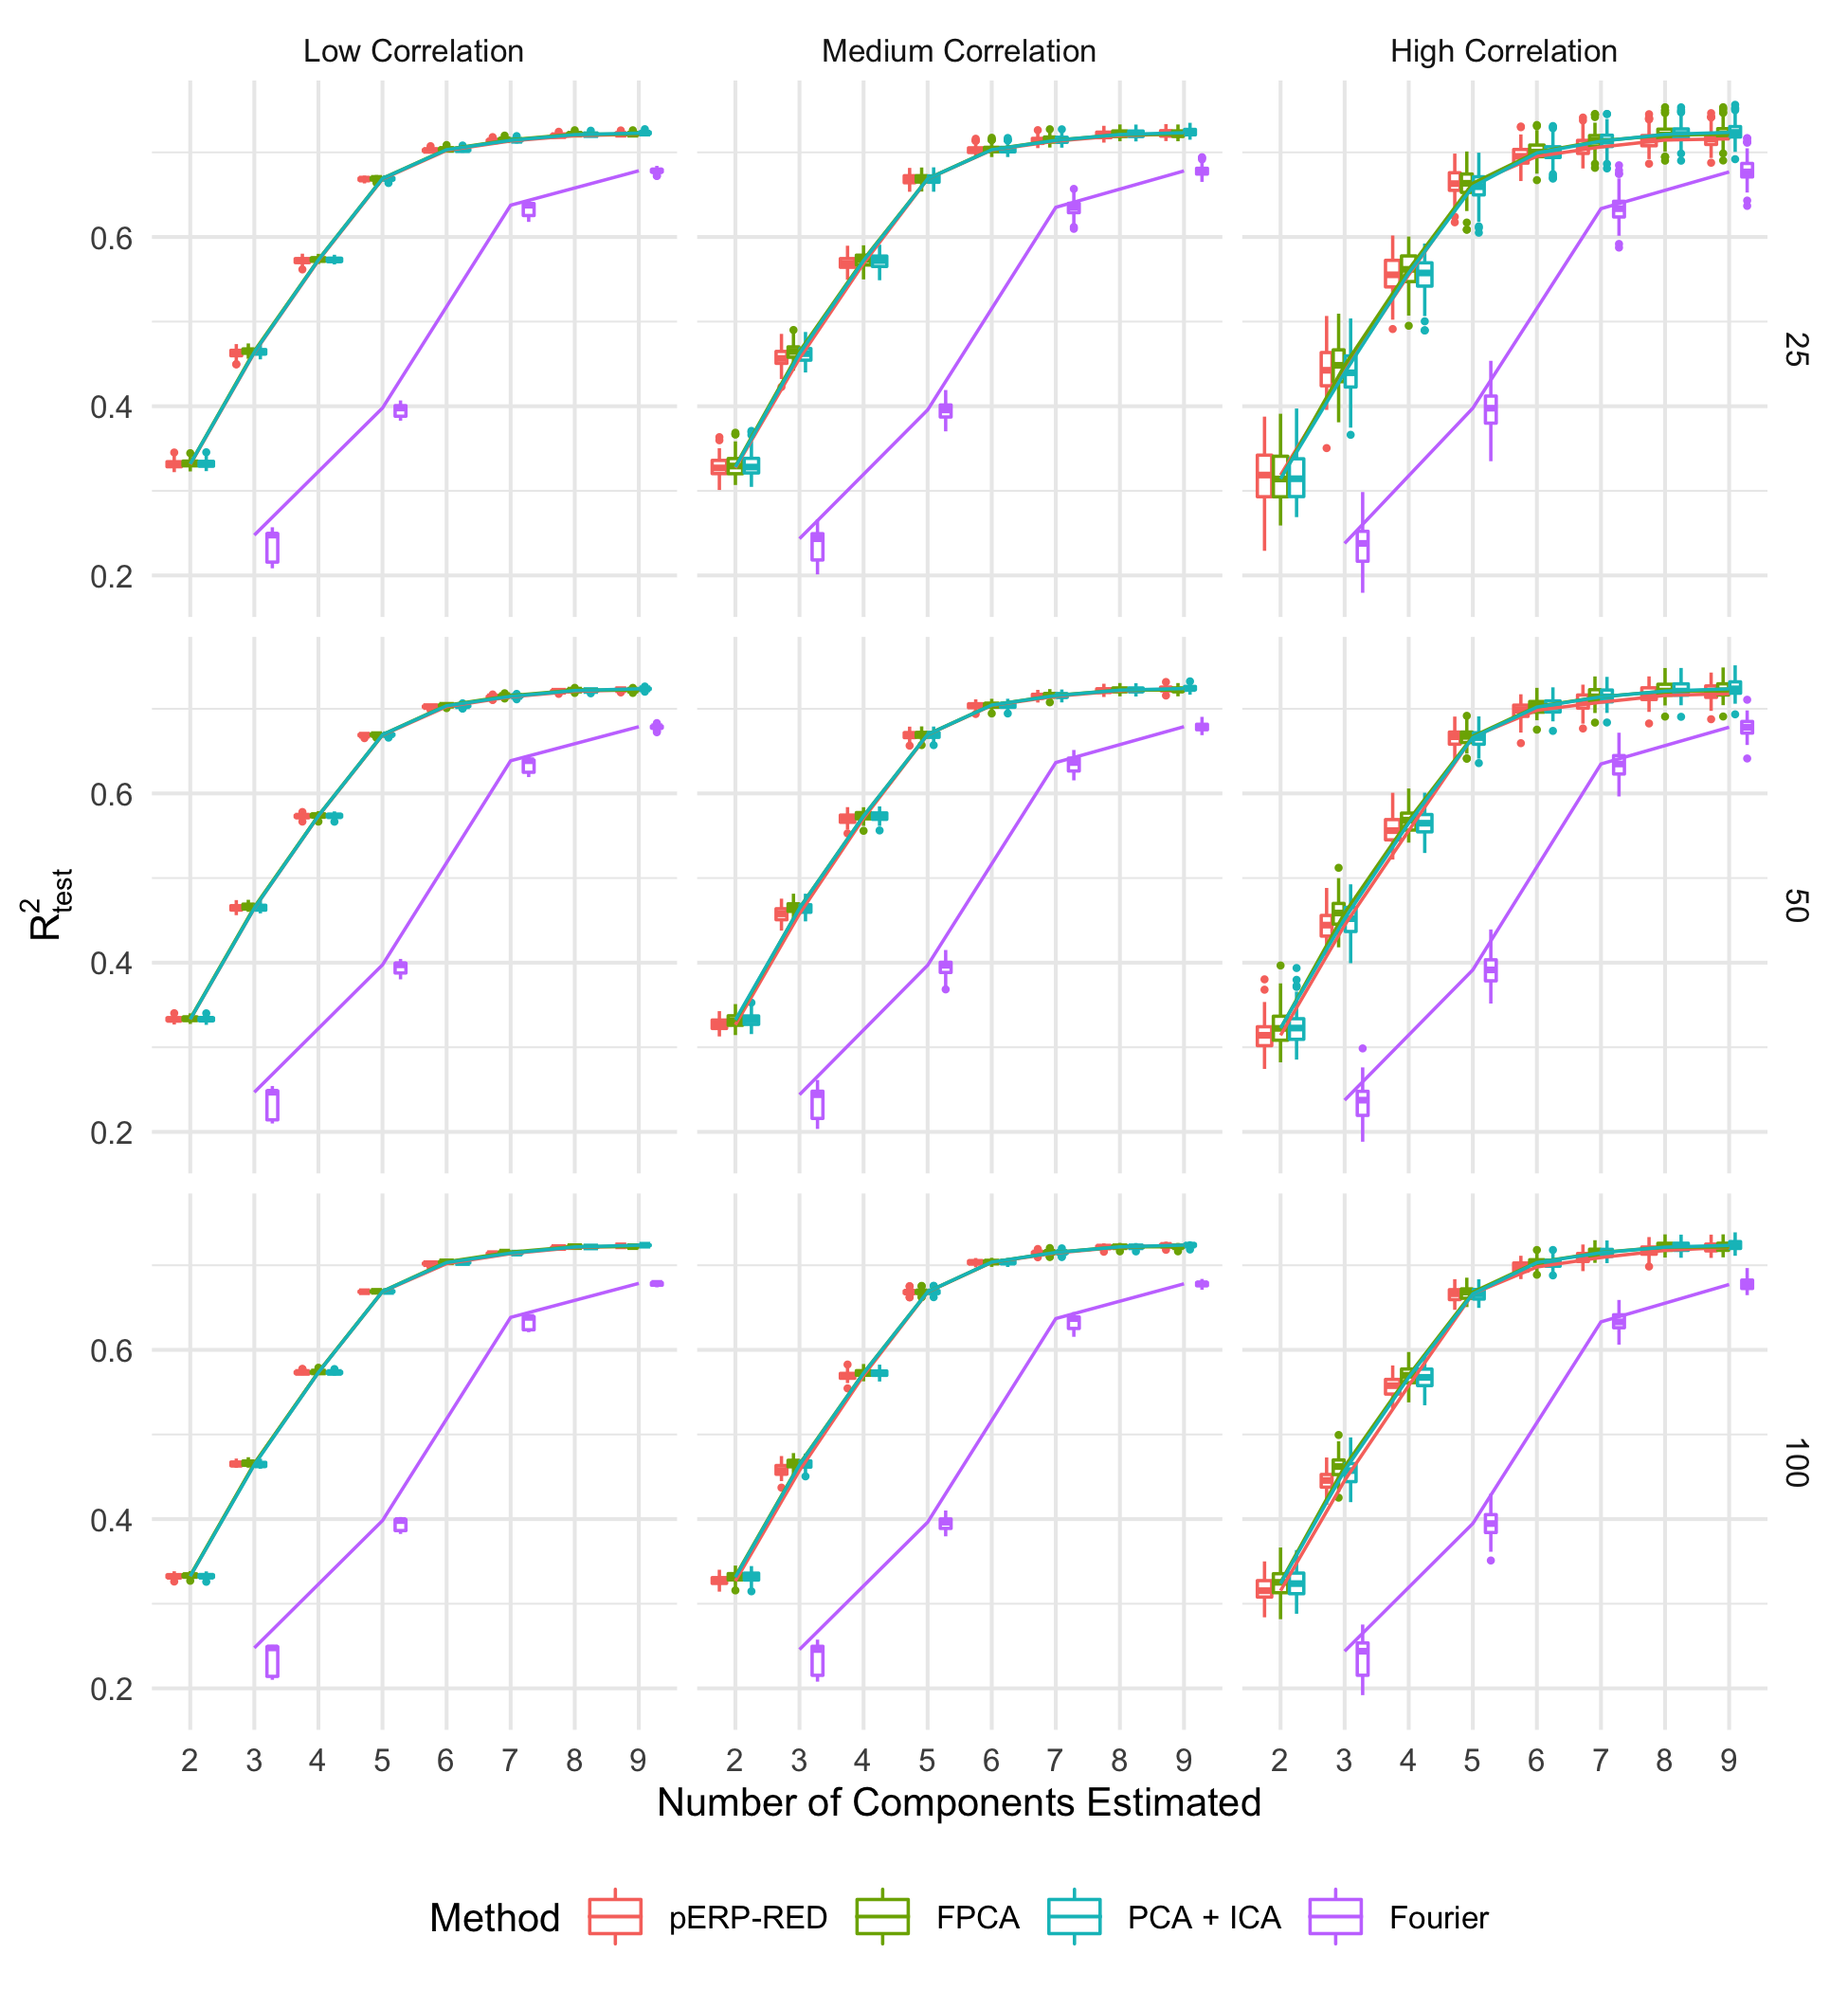 Low Correlation Medium Correlation High Correlation
0.6
0.4
0.2
25
0.6
0.4
0.2
50
R²test
0.6
0.4
0.2
100
2 3 4 5 6 7 8 9 2 3 4 5 6 7 8 9 2 3 4 5 6 7 8 9
Number of Components Estimated
Method pERP-RED FPCA PCA + ICA Fourier